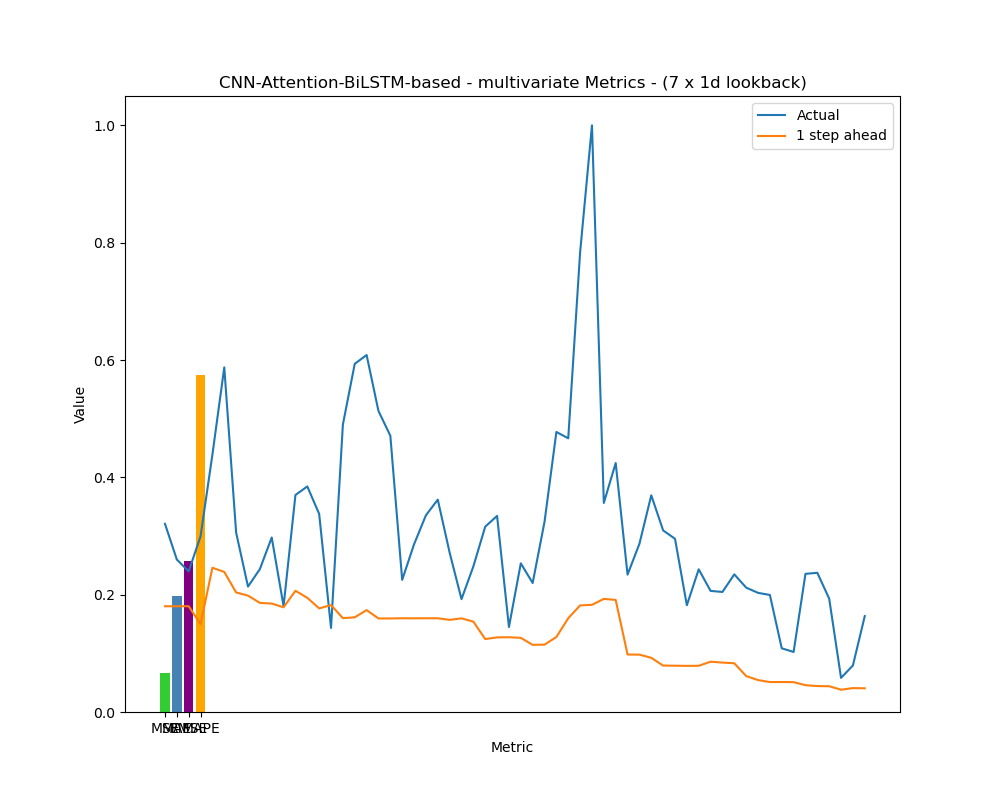 CNN-Attention-BiLSTM-based - multivariate Metrics - (7 x 1d lookback)
Actual
1 step ahead
1.0
0.8
0.6
0.4
0.2
0.0
Value
Metric